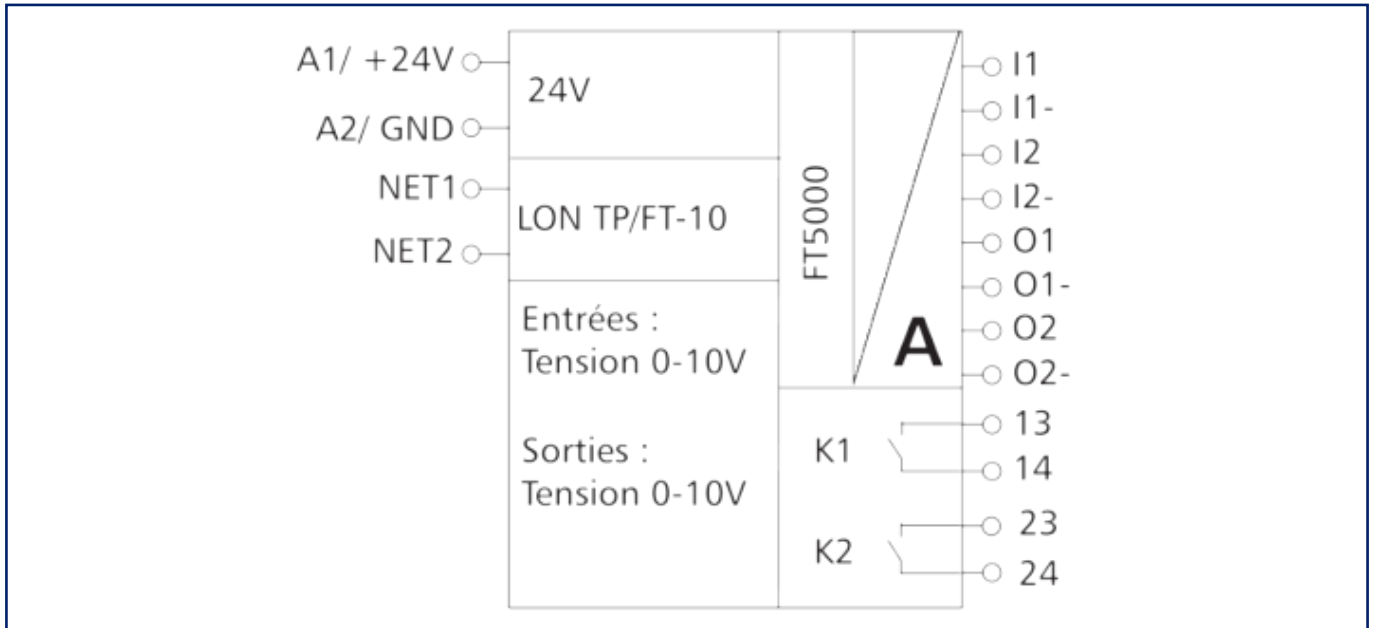 A1/ +24V
A2/ GND
NET1
NET2
24V
LON TP/FT-10
Entrées :
Tension 0-10V
Sorties :
Tension 0-10V
FT5000
A
I1
I1-
I2
I2-
O1
O1-
O2
O2-
K1
13
14
K2
23
24